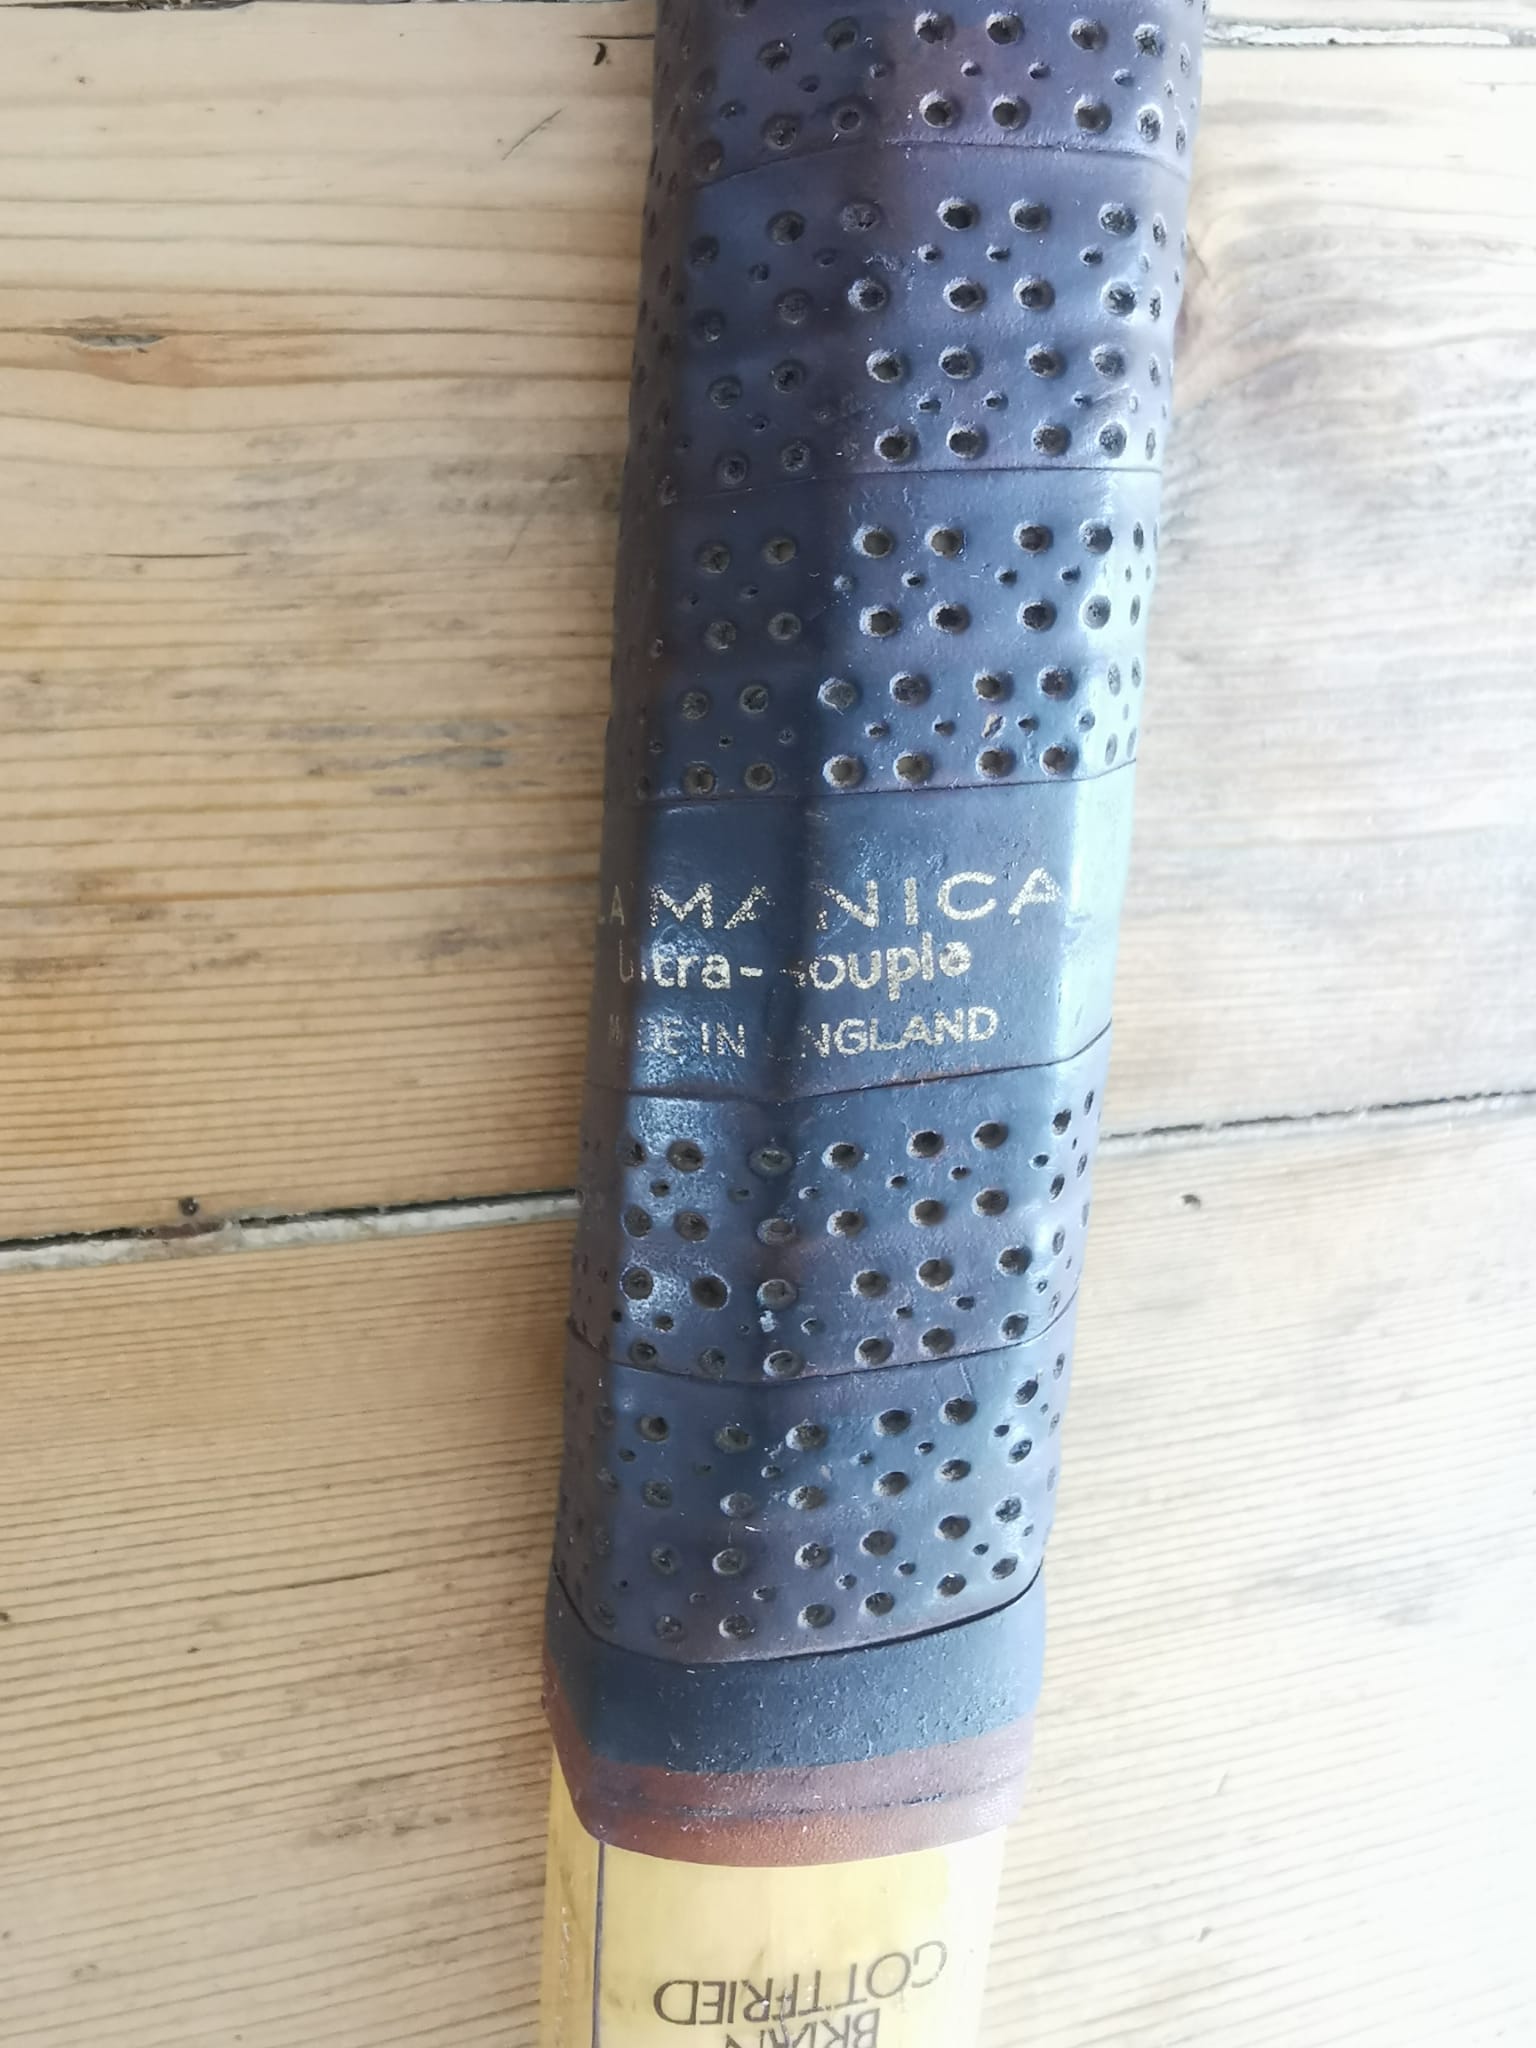 LA MANICA
Ultra-souple
MADE IN ENGLAND
BRIAN
GOTTFRIED